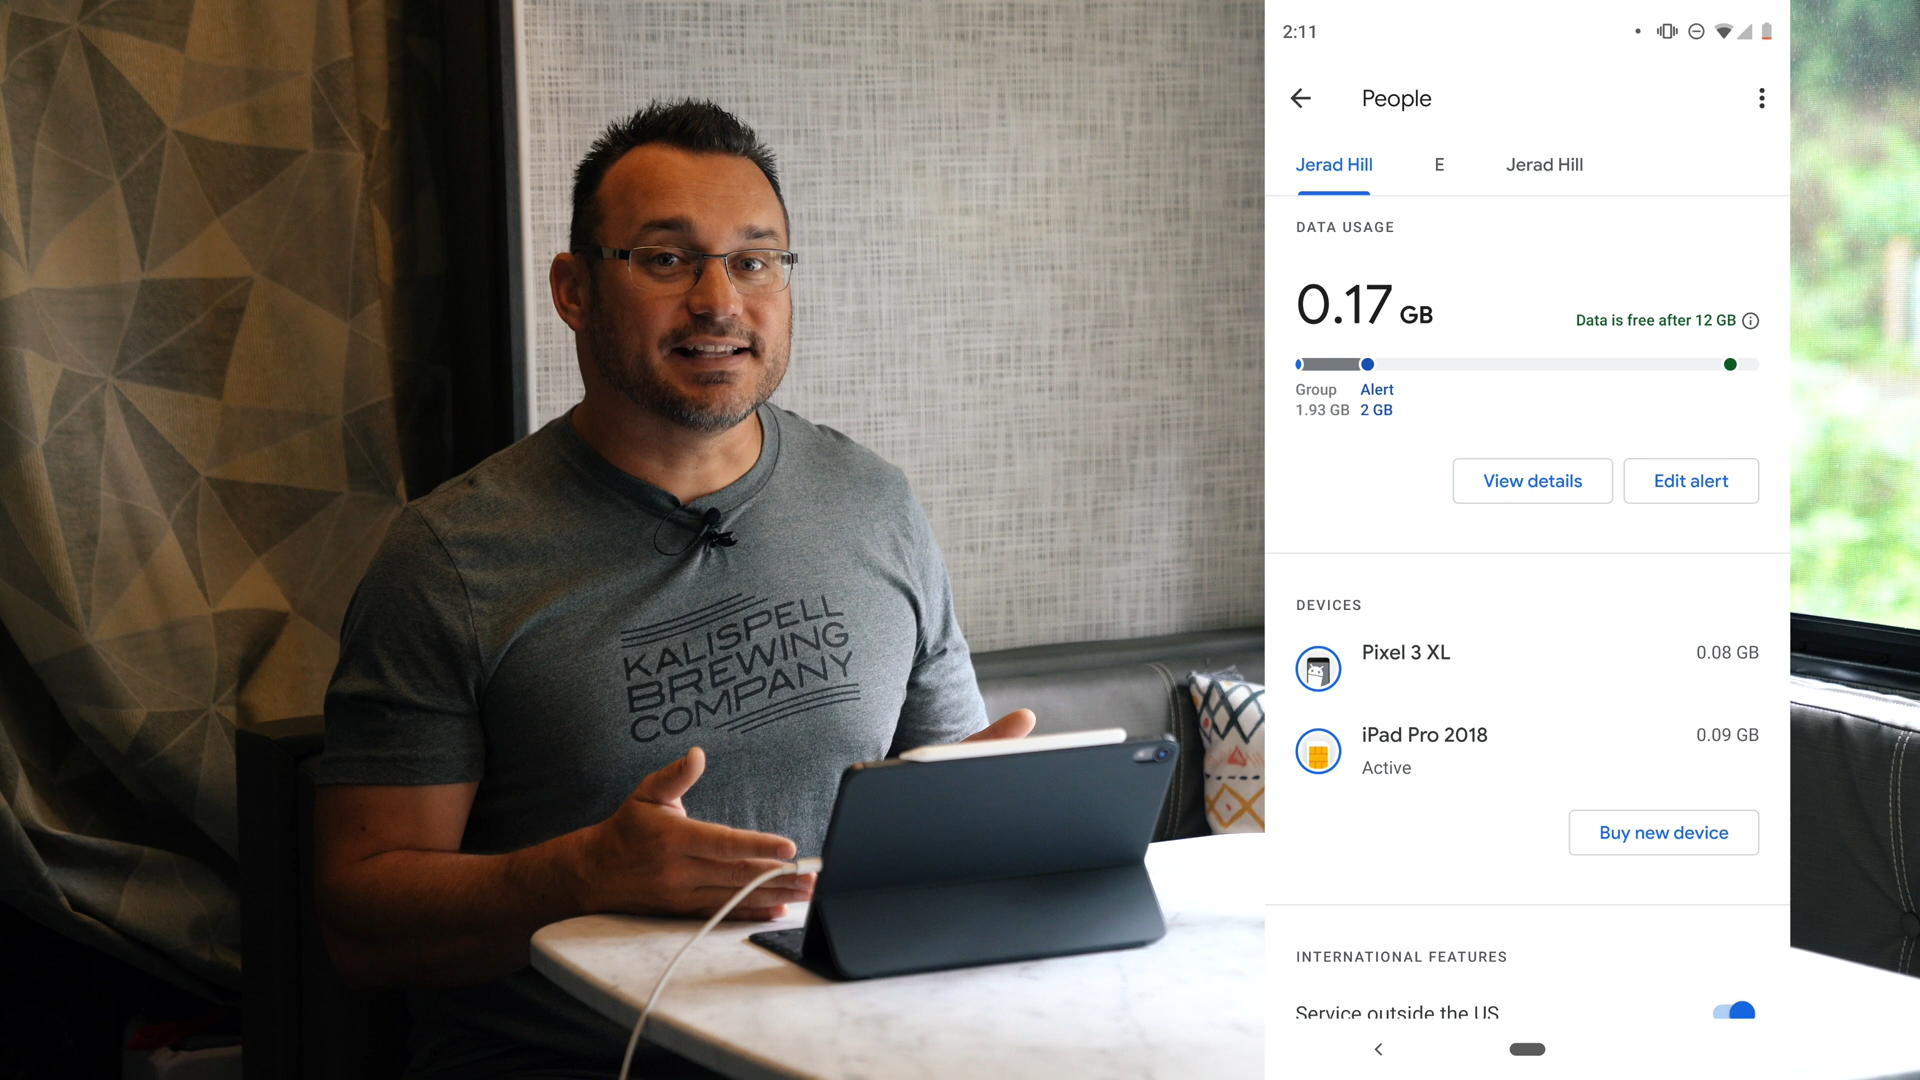 KALISPELL
BREWING
COMPANY
2:11
People
Jerad Hill
E
Jerad Hill
DATA USAGE
0.17 GB
Data is free after 12 GB
Group
1.93 GB
Alert
2 GB
View details
Edit alert
DEVICES
Pixel 3 XL
0.08 GB
iPad Pro 2018
0.09 GB
Active
Buy new device
INTERNATIONAL FEATURES
Service outside the US